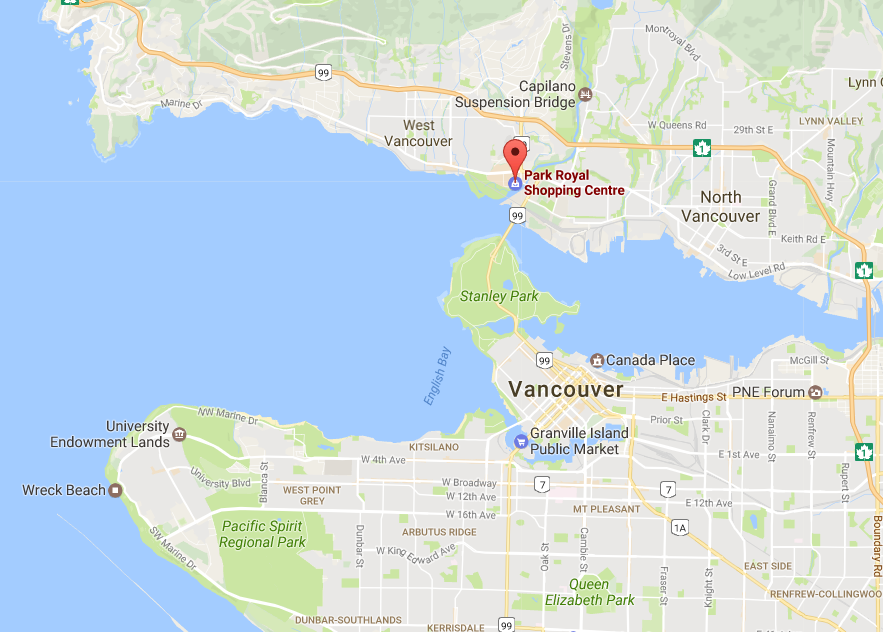 Montroyal Blvd
Stevens Dr
99
Capilano
Suspension Bridge
Lynn C
Marine Dr
West
Vancouver
W Queens Rd
29th St E
LYNN VALLEY
1
Mountain Hwy
Park Royal
Shopping Centre
North
Vancouver
Grand Blvd E
99
Keith Rd E
3rd St E
Low Level Rd
1
Stanley Park
English Bay
99
Canada Place
McGill St
Vancouver
E Hastings St
PNE Forum
NW Marine Dr
University
Endowment Lands
Granville Island
Public Market
Prior St
Clark Dr
Nanaimo St
Renfrew St
KITSILANO
W 4th Ave
E 1st Ave
1
University Blvd
Blanca St
Rupert St
Wreck Beach
WEST POINT
GREY
W Broadway
W 12th Ave
W 16th Ave
7
7
E 12th Ave
MT PLEASANT
1A
SW Marine Dr
Pacific Spirit
Regional Park
Dunbar St
ARBUTUS RIDGE
W King Edward Ave
Oak St
Cambie St
Fraser St
Knight St
Boundary Rd
EAST SIDE
Queen
Elizabeth Park
RENFREW-COLLINGWOO
DUNBAR-SOUTHLANDS
KERRISDALE
99